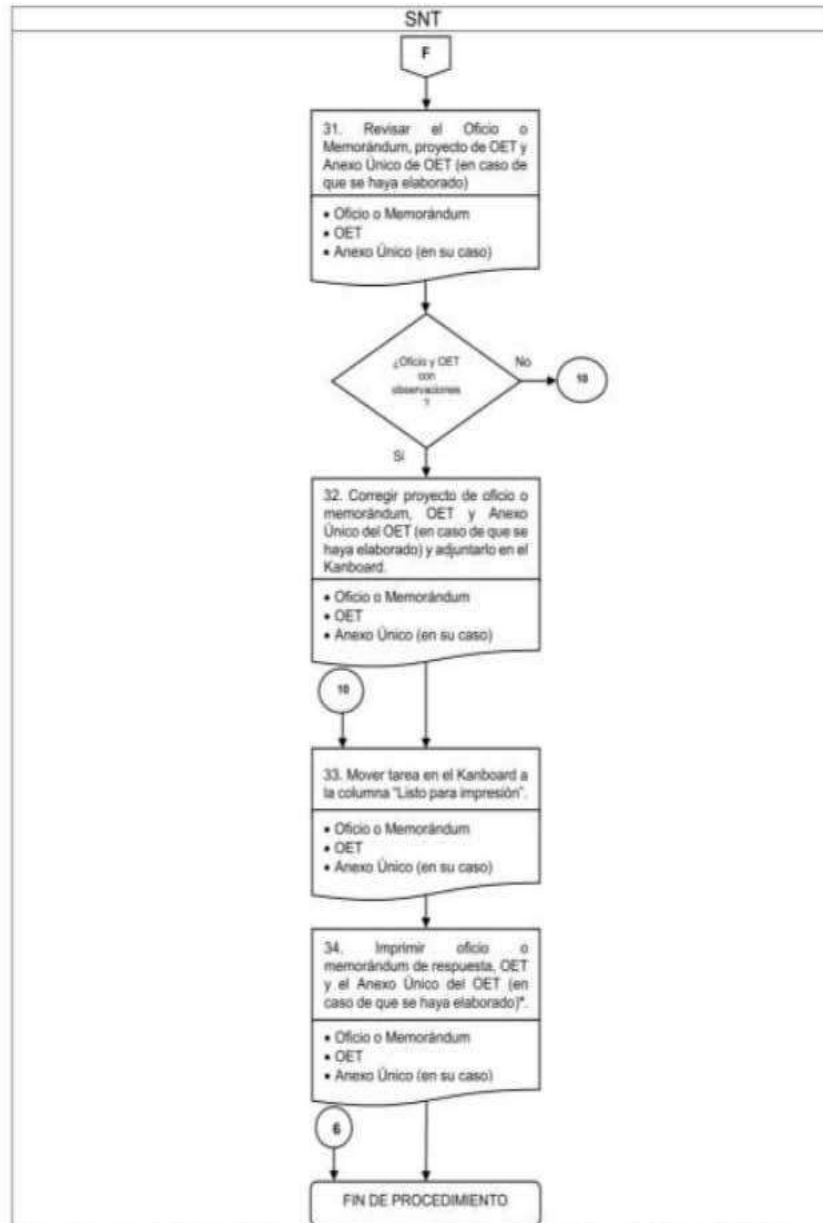 SNT
F
31. Revisar el Oficio o
Memorándum, proyecto de OET y
Anexo Único de OET (en caso de
que se haya elaborado)
• Oficio o Memorándum
• OET
• Anexo Único (en su caso)
¿Oficio y OET
con
observaciones
?
No
10
Sí
32. Corregir proyecto de oficio o
memorándum, OET y Anexo
Único del OET (en caso de que se
haya elaborado) y adjuntarlo en el
Kanboard.
• Oficio o Memorándum
• OET
• Anexo Único (en su caso)
10
33. Mover tarea en el Kanboard a
la columna "Listo para impresión".
• Oficio o Memorándum
• OET
• Anexo Único (en su caso)
34. Imprimir oficio o
memorándum de respuesta, OET
y el Anexo Único del OET (en
caso de que se haya elaborado)*.
• Oficio o Memorándum
• OET
• Anexo Único (en su caso)
6
FIN DE PROCEDIMIENTO